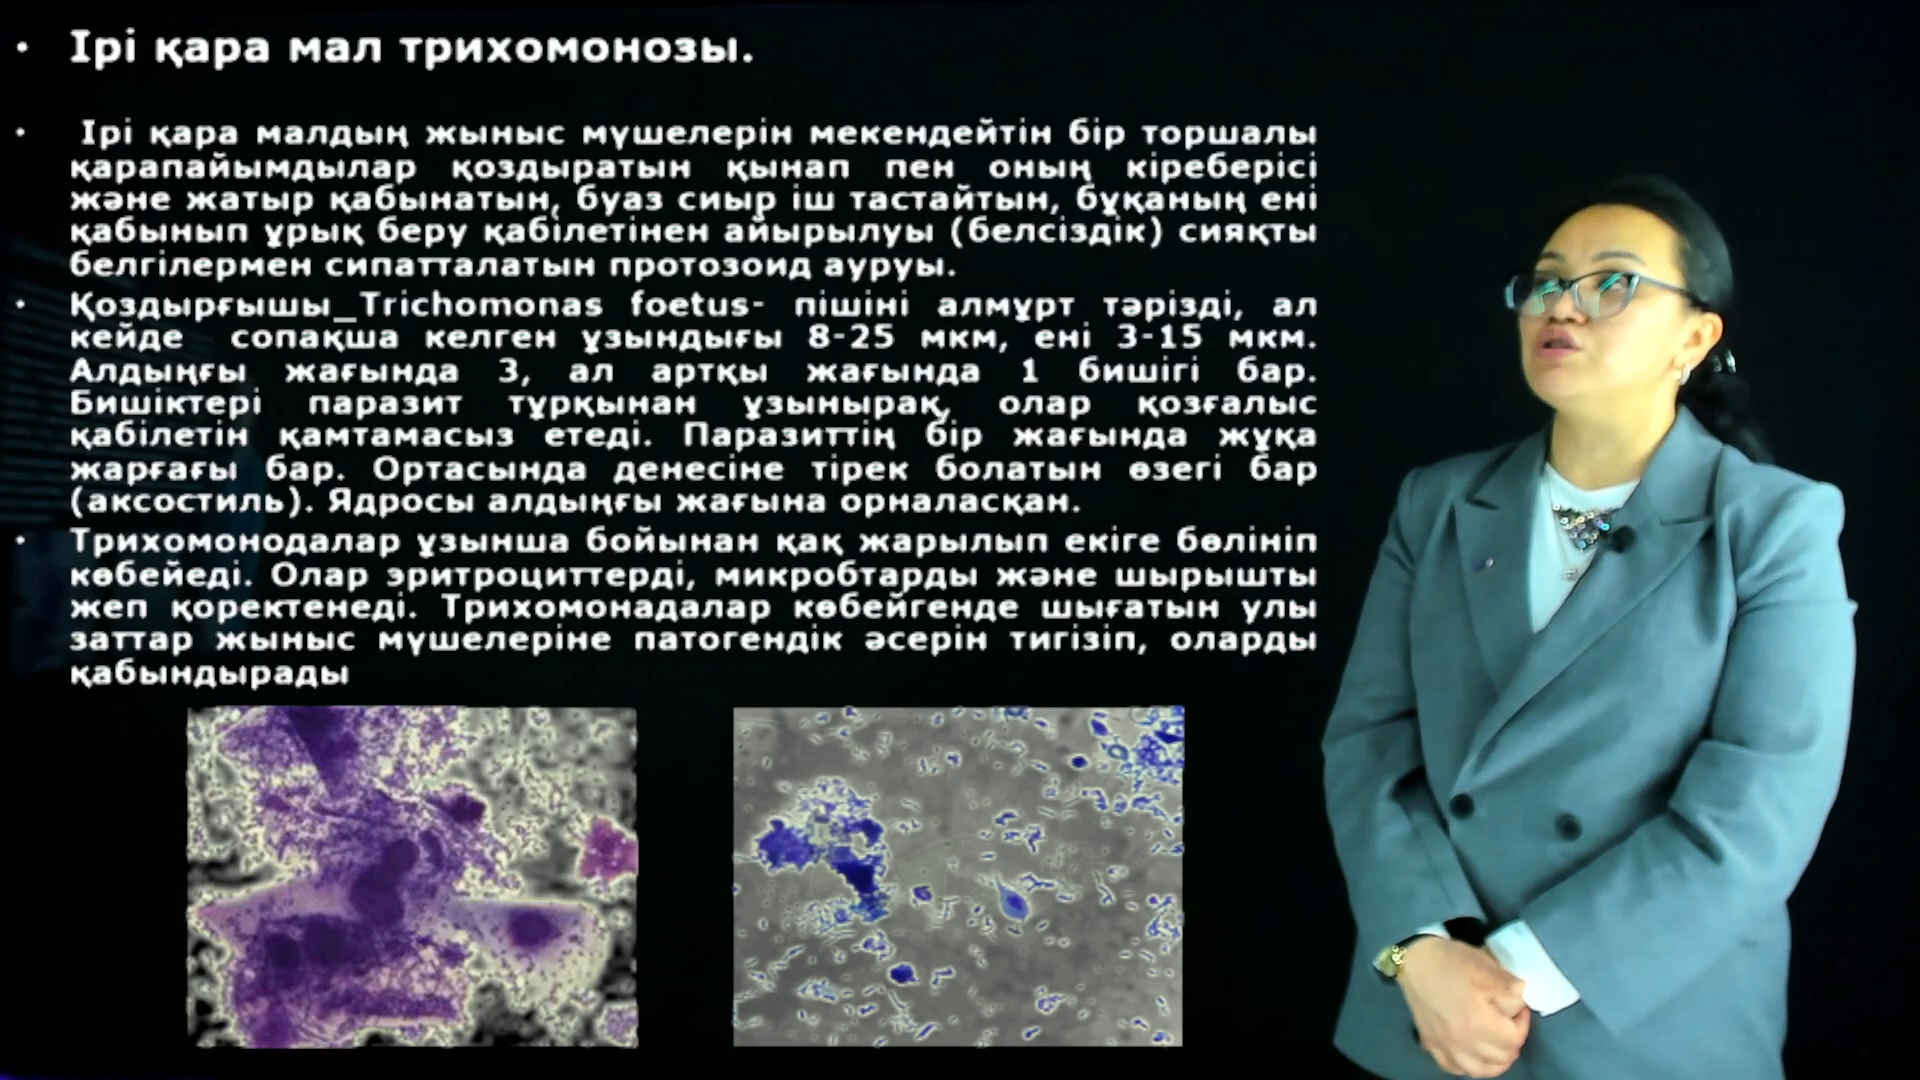 • Ірі қара мал трихомонозы.
• Ірі қара малдың жыныс мүшелерін мекендейтін бір торшалы
қарапайымдылар қоздыратын қынап пен оның кіреберісі
және жатыр қабынатын, буаз сиыр іш тастайтын, бұқаның ені
қабынып ұрық беру қабілетінен айырылуы (белсіздік) сияқты
белгілермен сипатталатын протозоид ауруы.
• Қоздырғышы_Trichomonas foetus- пішіні алмұрт тәрізді, ал
кейде сопақша келген ұзындығы 8-25 мкм, ені 3-15 мкм.
Алдыңғы жағында 3, ал артқы жағында 1 бишігі бар.
Бишіктері паразит тұрқынан ұзынырақ, олар қозғалыс
қабілетін қамтамасыз етеді. Паразиттің бір жағында жұқа
жарғағы бар. Ортасында денесіне тірек болатын өзегі бар
(аксостиль). Ядросы алдыңғы жағына орналасқан.
• Трихомонодалар ұзынша бойынан қақ жарылып екіге бөлініп
көбейеді. Олар эритроциттерді, микробтарды және шырышты
жеп қоректенеді. Трихомонадалар көбейгенде шығатын улы
заттар жыныс мүшелеріне патогендік әсерін тигізіп, оларды
қабындырады